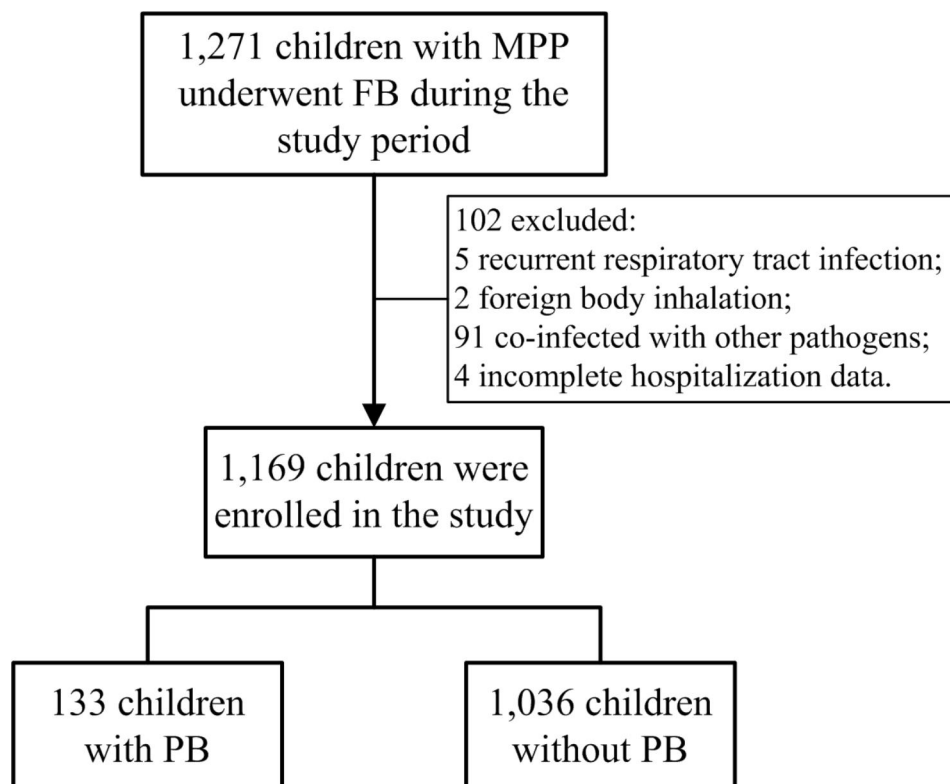 1,271 children with MPP
underwent FB during the
study period
102 excluded:
5 recurrent respiratory tract infection;
2 foreign body inhalation;
91 co-infected with other pathogens;
4 incomplete hospitalization data.
1,169 children were
enrolled in the study
133 children
with PB
1,036 children
without PB